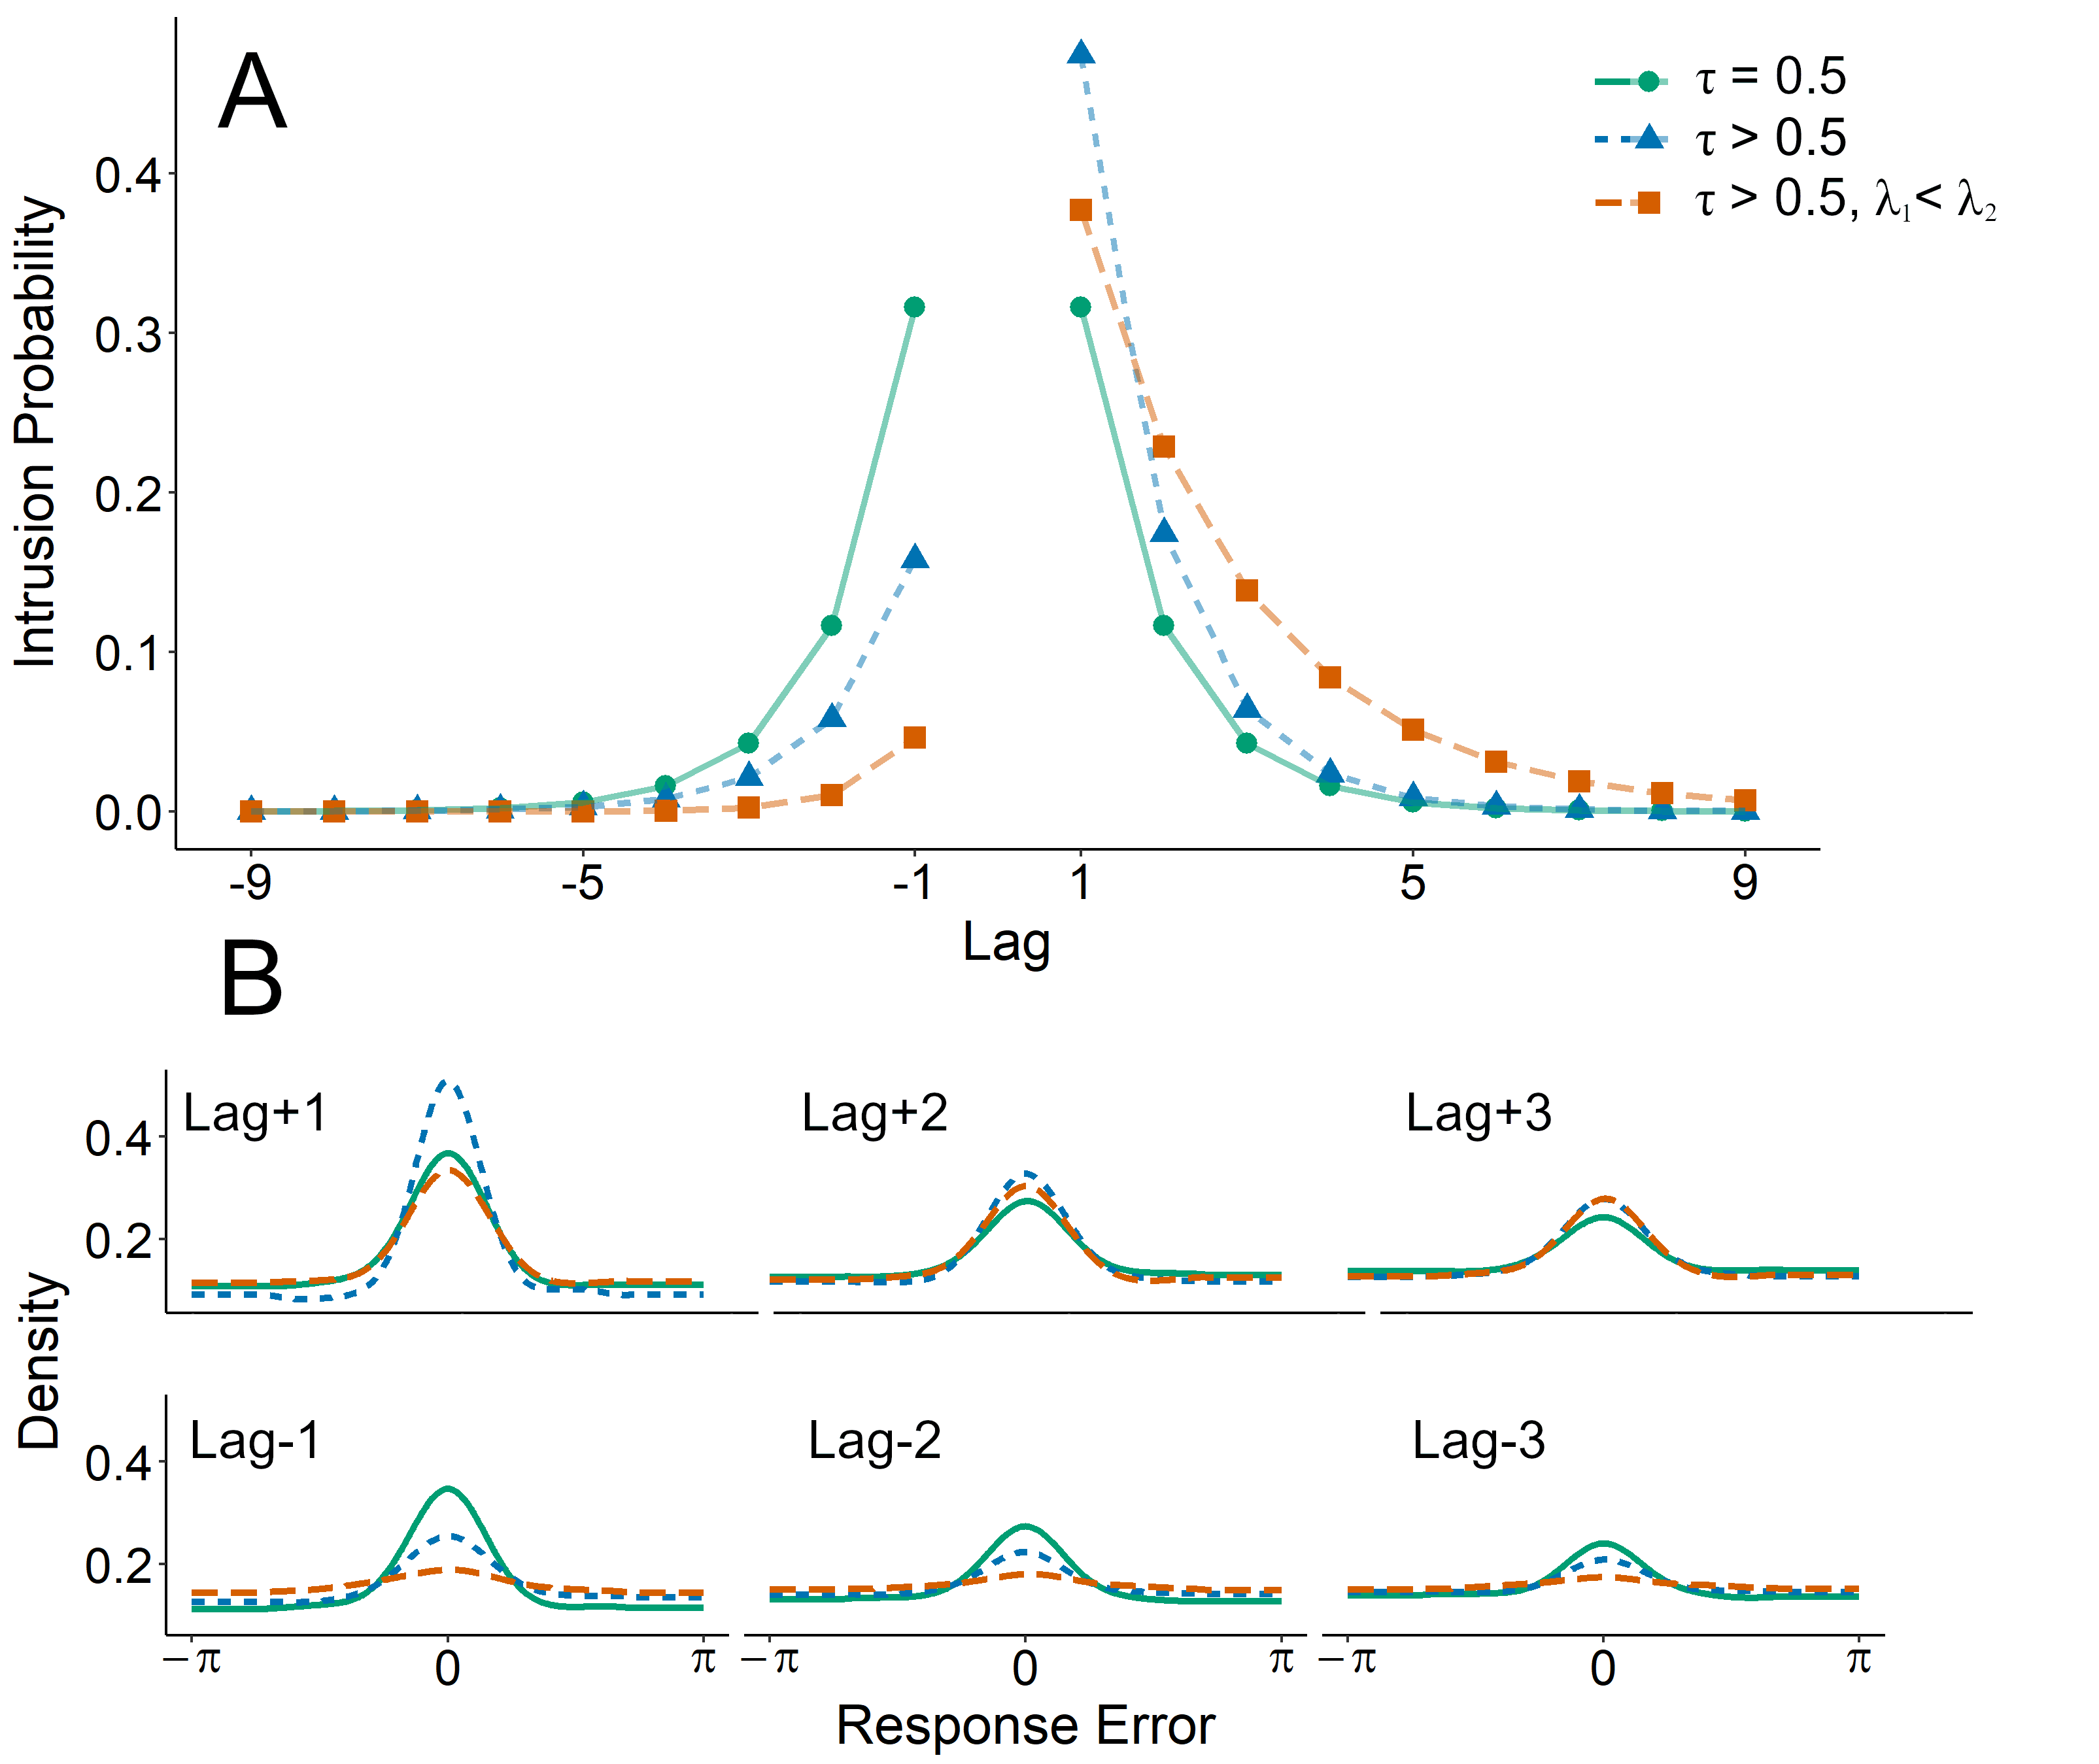 A
τ = 0.5
τ > 0.5
τ > 0.5, λ₁< λ₂
Intrusion Probability
0.4
0.3
0.2
0.1
0.0
-9 -5 -1 1 5 9
Lag
B
Lag+1 Lag+2 Lag+3
0.4
0.2
Density
Lag-1 Lag-2 Lag-3
0.4
0.2
−π 0 π −π 0 π −π 0 π
Response Error